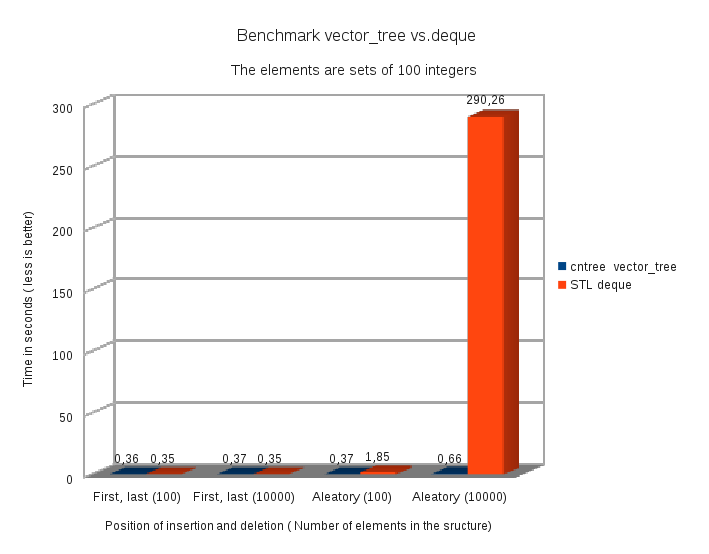 Benchmark vector_tree vs.deque
The elements are sets of 100 integers
Time in seconds ( less is better)
300
250
200
150
100
50
0
0,36 0,35 0,37 0,35 0,37 1,85 0,66 290,26
First, last (100) First, last (10000) Aleatory (100) Aleatory (10000)
Position of insertion and deletion ( Number of elements in the sructure)
cntree vector_tree
STL deque